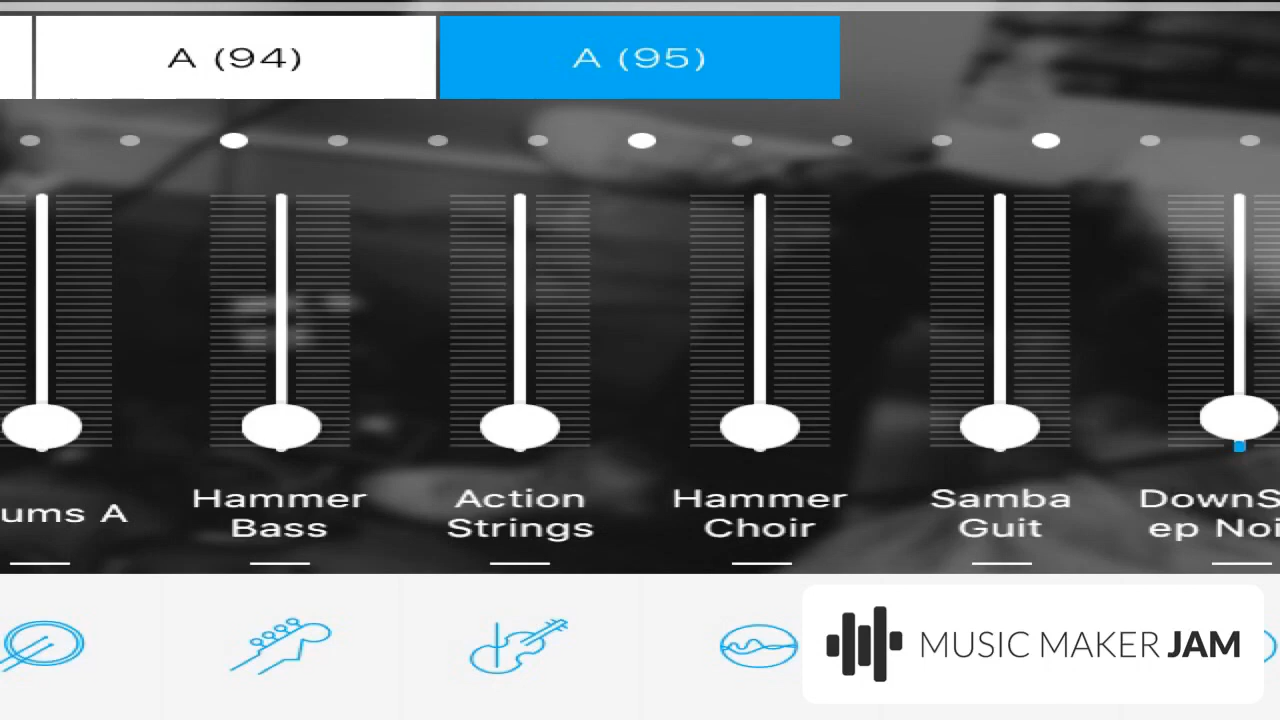 A (94)
A (95)
ums A
Hammer
Bass
Action
Strings
Hammer
Choir
Samba
Guit
DownS
ep Noi
MUSIC MAKER JAM